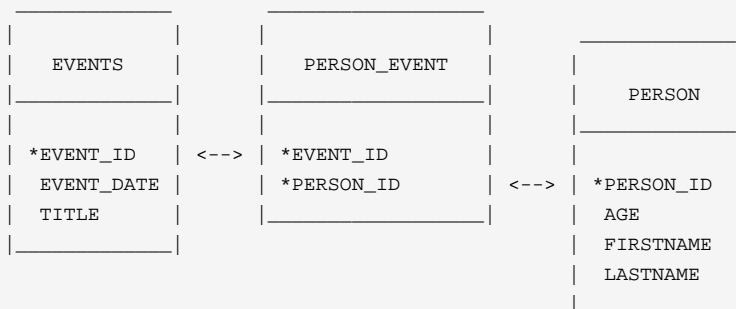 EVENTS
PERSON_EVENT
PERSON
*EVENT_ID <--> *EVENT_ID
EVENT_DATE *PERSON_ID <--> *PERSON_ID
TITLE AGE
FIRSTNAME
LASTNAME